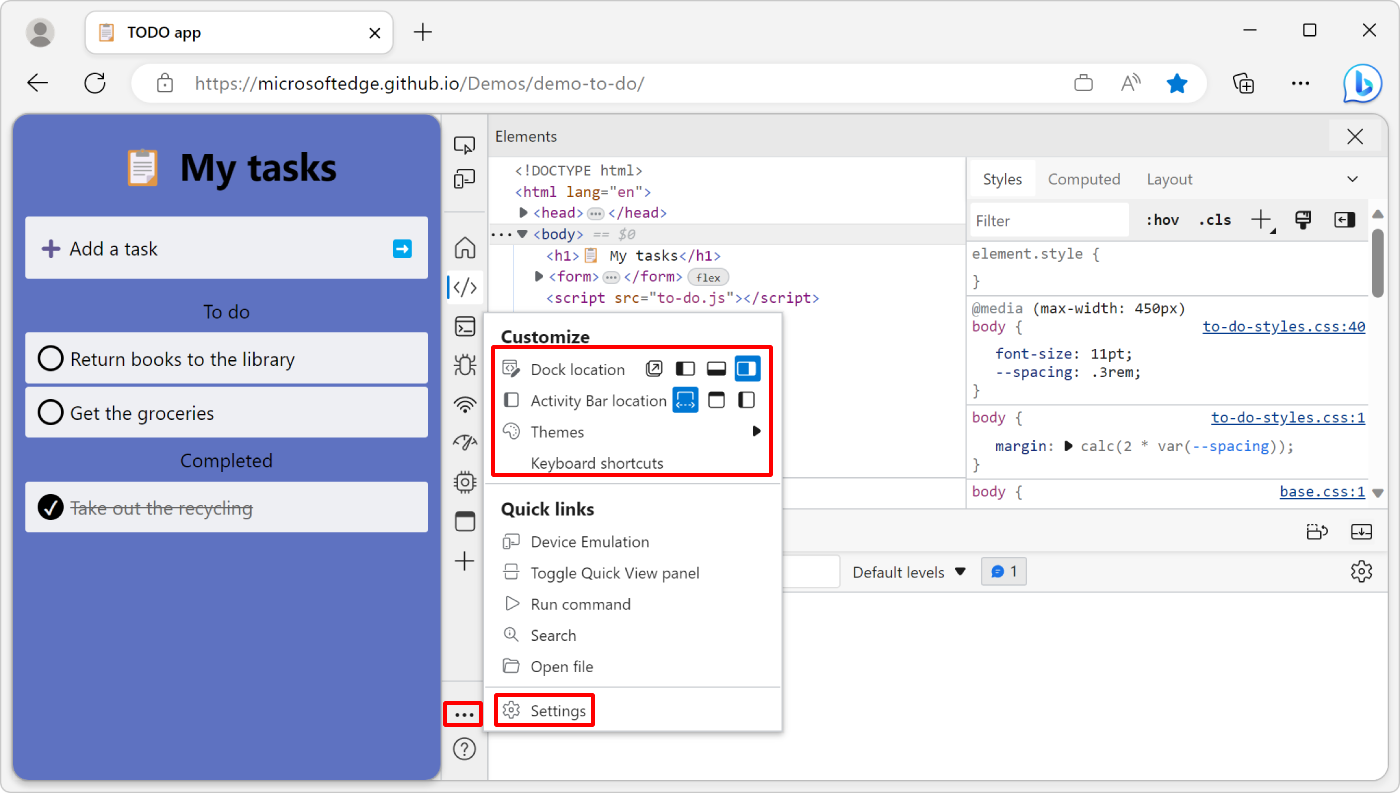 TODO app
https://microsoftedge.github.io/Demos/demo-to-do/
My tasks
Add a task
To do
Return books to the library
Get the groceries
Completed
Take out the recycling
Elements
<!DOCTYPE html>
<html lang="en">
<head> ··· </head>
··· <body> == $0
<h1>📋 My tasks</h1>
<form> ··· </form> flex
<script src="to-do.js"></script>
Customize
Dock location
Activity Bar location
Themes
Keyboard shortcuts
Quick links
Device Emulation
Toggle Quick View panel
Run command
Search
Open file
Settings
Styles Computed Layout
Filter :hov .cls
element.style {
}
@media (max-width: 450px)
body { to-do-styles.css:40
font-size: 11pt;
--spacing: .3rem;
}
body { to-do-styles.css:1
margin: calc(2 * var(--spacing));
}
body { base.css:1
Default levels 1